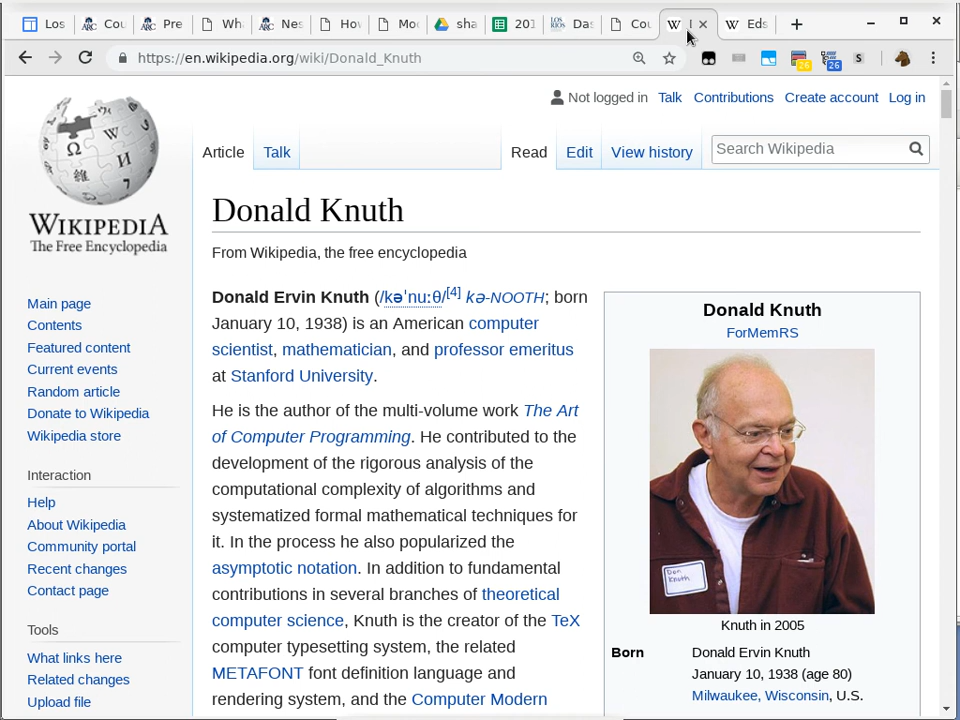 Los
Cou
Pre
Wh
Nes
How
Moc
sha
201
Das
Cou
Eds
https://en.wikipedia.org/wiki/Donald_Knuth
26
26
S
Not logged in Talk Contributions Create account Log in
Article Talk Read Edit View history Search Wikipedia
WIKIPEDIA
The Free Encyclopedia
Main page
Contents
Featured content
Current events
Random article
Donate to Wikipedia
Wikipedia store
Interaction
Help
About Wikipedia
Community portal
Recent changes
Contact page
Tools
What links here
Related changes
Upload file
Donald Knuth
From Wikipedia, the free encyclopedia
Donald Ervin Knuth (/kəˈnuːθ/[4] kə-NOOTH; born
January 10, 1938) is an American computer
scientist, mathematician, and professor emeritus
at Stanford University.
He is the author of the multi-volume work The Art
of Computer Programming. He contributed to the
development of the rigorous analysis of the
computational complexity of algorithms and
systematized formal mathematical techniques for
it. In the process he also popularized the
asymptotic notation. In addition to fundamental
contributions in several branches of theoretical
computer science, Knuth is the creator of the TeX
computer typesetting system, the related
METAFONT font definition language and
rendering system, and the Computer Modern
Donald Knuth
ForMemRS
Don
Knuth
Knuth in 2005
Born Donald Ervin Knuth
January 10, 1938 (age 80)
Milwaukee, Wisconsin, U.S.